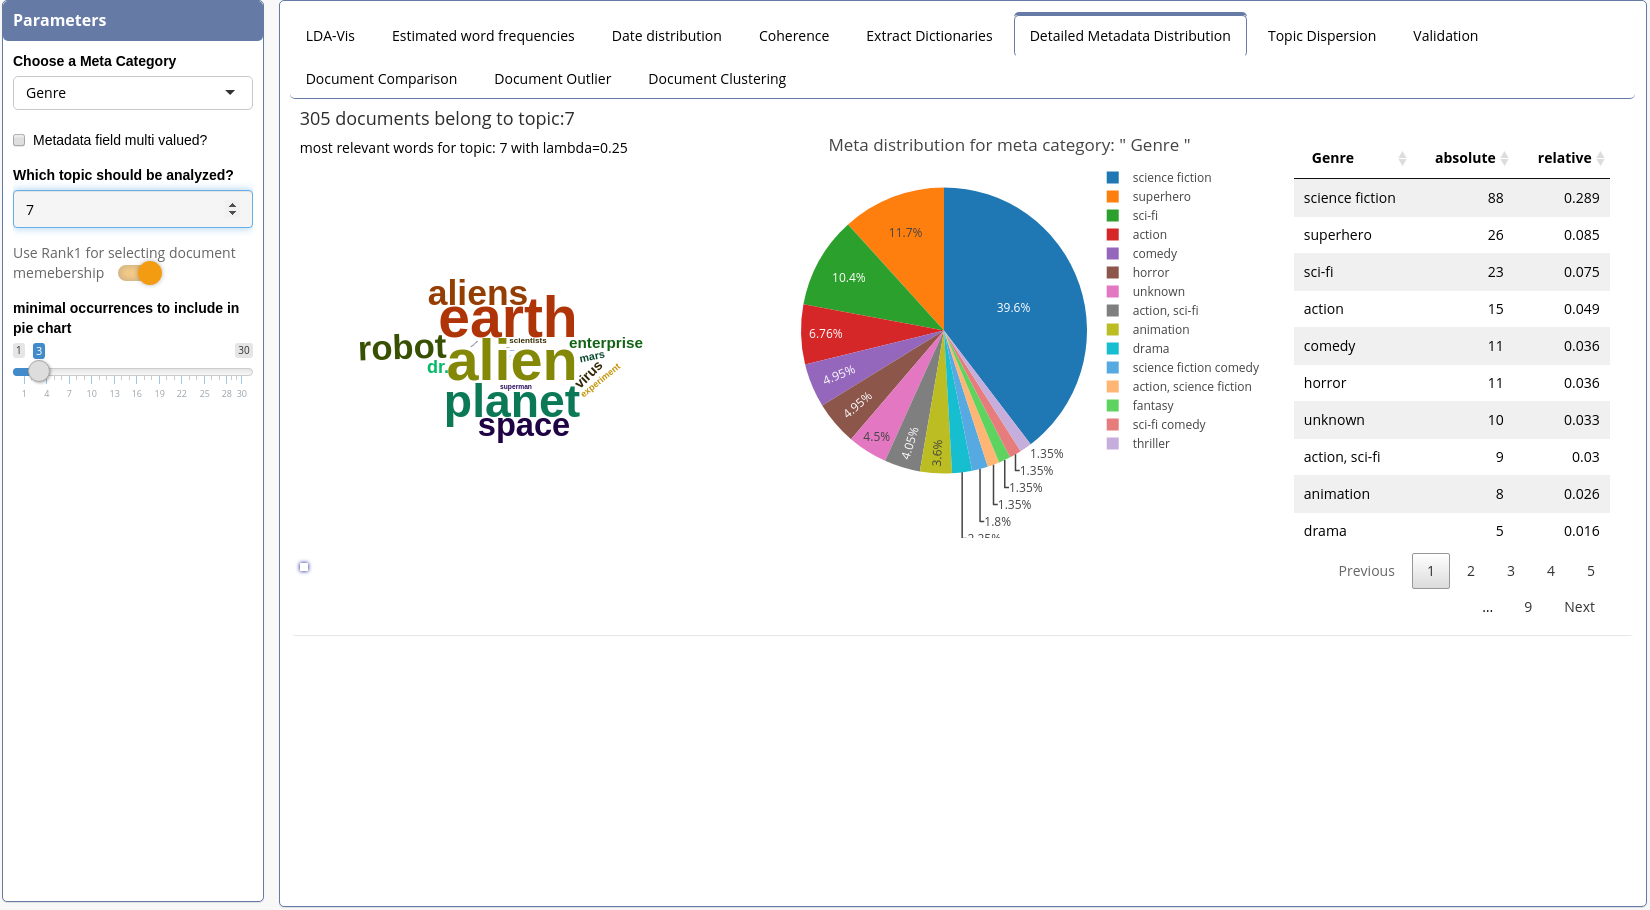 Parameters
Choose a Meta Category
Genre
Metadata field multi valued?
Which topic should be analyzed?
7
Use Rank1 for selecting document
memebership
minimal occurrences to include in
pie chart
1 3 30
1 4 7 10 13 16 19 22 25 28 30
LDA-Vis Estimated word frequencies Date distribution Coherence Extract Dictionaries Detailed Metadata Distribution Topic Dispersion Validation
Document Comparison Document Outlier Document Clustering
305 documents belong to topic:7
most relevant words for topic: 7 with lambda=0.25
aliens
earth
robot
scientists
enterprise
alien
mars
dr.
virus
superman
experiment
planet
space
Meta distribution for meta category: " Genre "
39.6%
11.7%
10.4%
6.76%
4.95%
4.95%
4.5%
4.05%
3.6%
2.25%
1.8%
1.35%
1.35%
1.35%
1.35%
science fiction
superhero
sci-fi
action
comedy
horror
unknown
action, sci-fi
animation
drama
science fiction comedy
action, science fiction
fantasy
sci-fi comedy
thriller
Genre absolute relative
science fiction 88 0.289
superhero 26 0.085
sci-fi 23 0.075
action 15 0.049
comedy 11 0.036
horror 11 0.036
unknown 10 0.033
action, sci-fi 9 0.03
animation 8 0.026
drama 5 0.016
Previous 1 2 3 4 5
... 9 Next